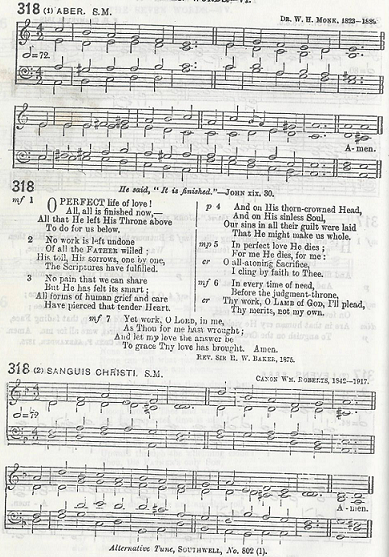 318 (1) ABER. S.M.
DR. W. H. MONK, 1823–1889.
=72.
A-men.
318
He said, "It is finished."—JOHN xix. 30.
mf 1 O PERFECT life of love!
All, all is finished now,—
All that He left His Throne above
To do for us below.
2 No work is left undone
Of all the FATHER willed;
His toil, His sorrows, one by one,
The Scriptures have fulfilled.
3 No pain that we can share
But He has felt its smart;
All forms of human grief and care
Have pierced that tender Heart.
p 4 And on His thorn-crowned Head,
And on His sinless Soul,
Our sins in all their guilt were laid
That He might make us whole.
mp 5 In perfect love He dies;
For me He dies, for me:
cr O all-atoning Sacrifice,
I cling by faith to Thee.
mf 6 In every time of need,
Before the judgment-throne,
cr Thy work, O LAMB of GOD, I'll plead,
Thy merits, not my own.
mf 7 Yet work, O LORD, in me,
As Thou for me hast wrought;
And let my love the answer be
To grace Thy love has brought. Amen.
REV. SIR H. W. BAKER, 1875.
318 (2) SANGUIS CHRISTI. S.M.
CANON WM. ROBERTS, 1842–1917.
=72
A-men.
Alternative Tune, SOUTHWELL, No. 802 (1).